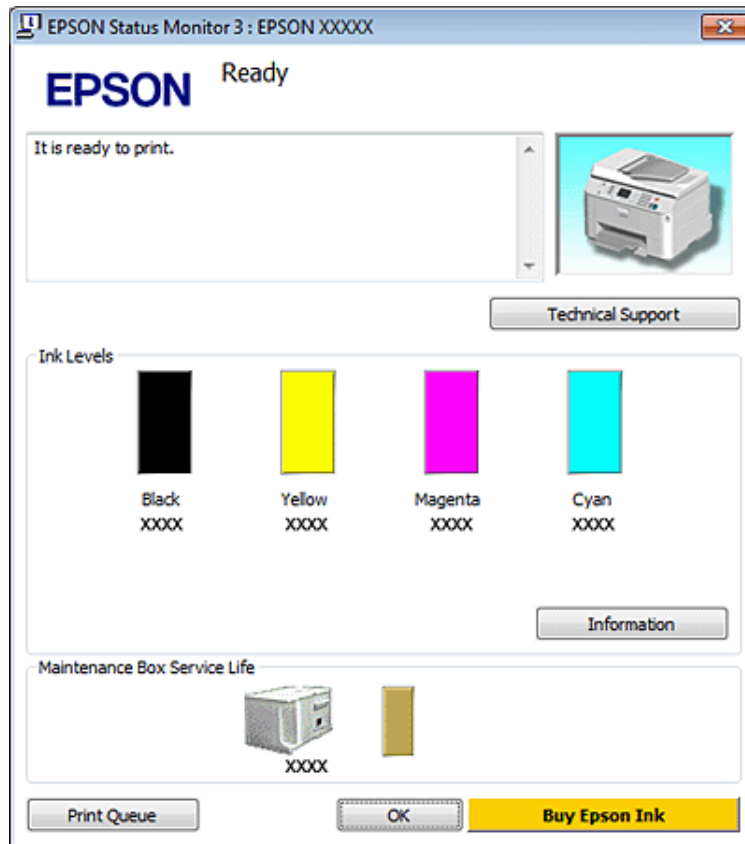 EPSON Status Monitor 3 : EPSON XXXXX
EPSON
Ready
It is ready to print.
Technical Support
Ink Levels
Black Yellow Magenta Cyan
XXXX XXXX XXXX XXXX
Information
Maintenance Box Service Life
XXXX
Print Queue OK Buy Epson Ink